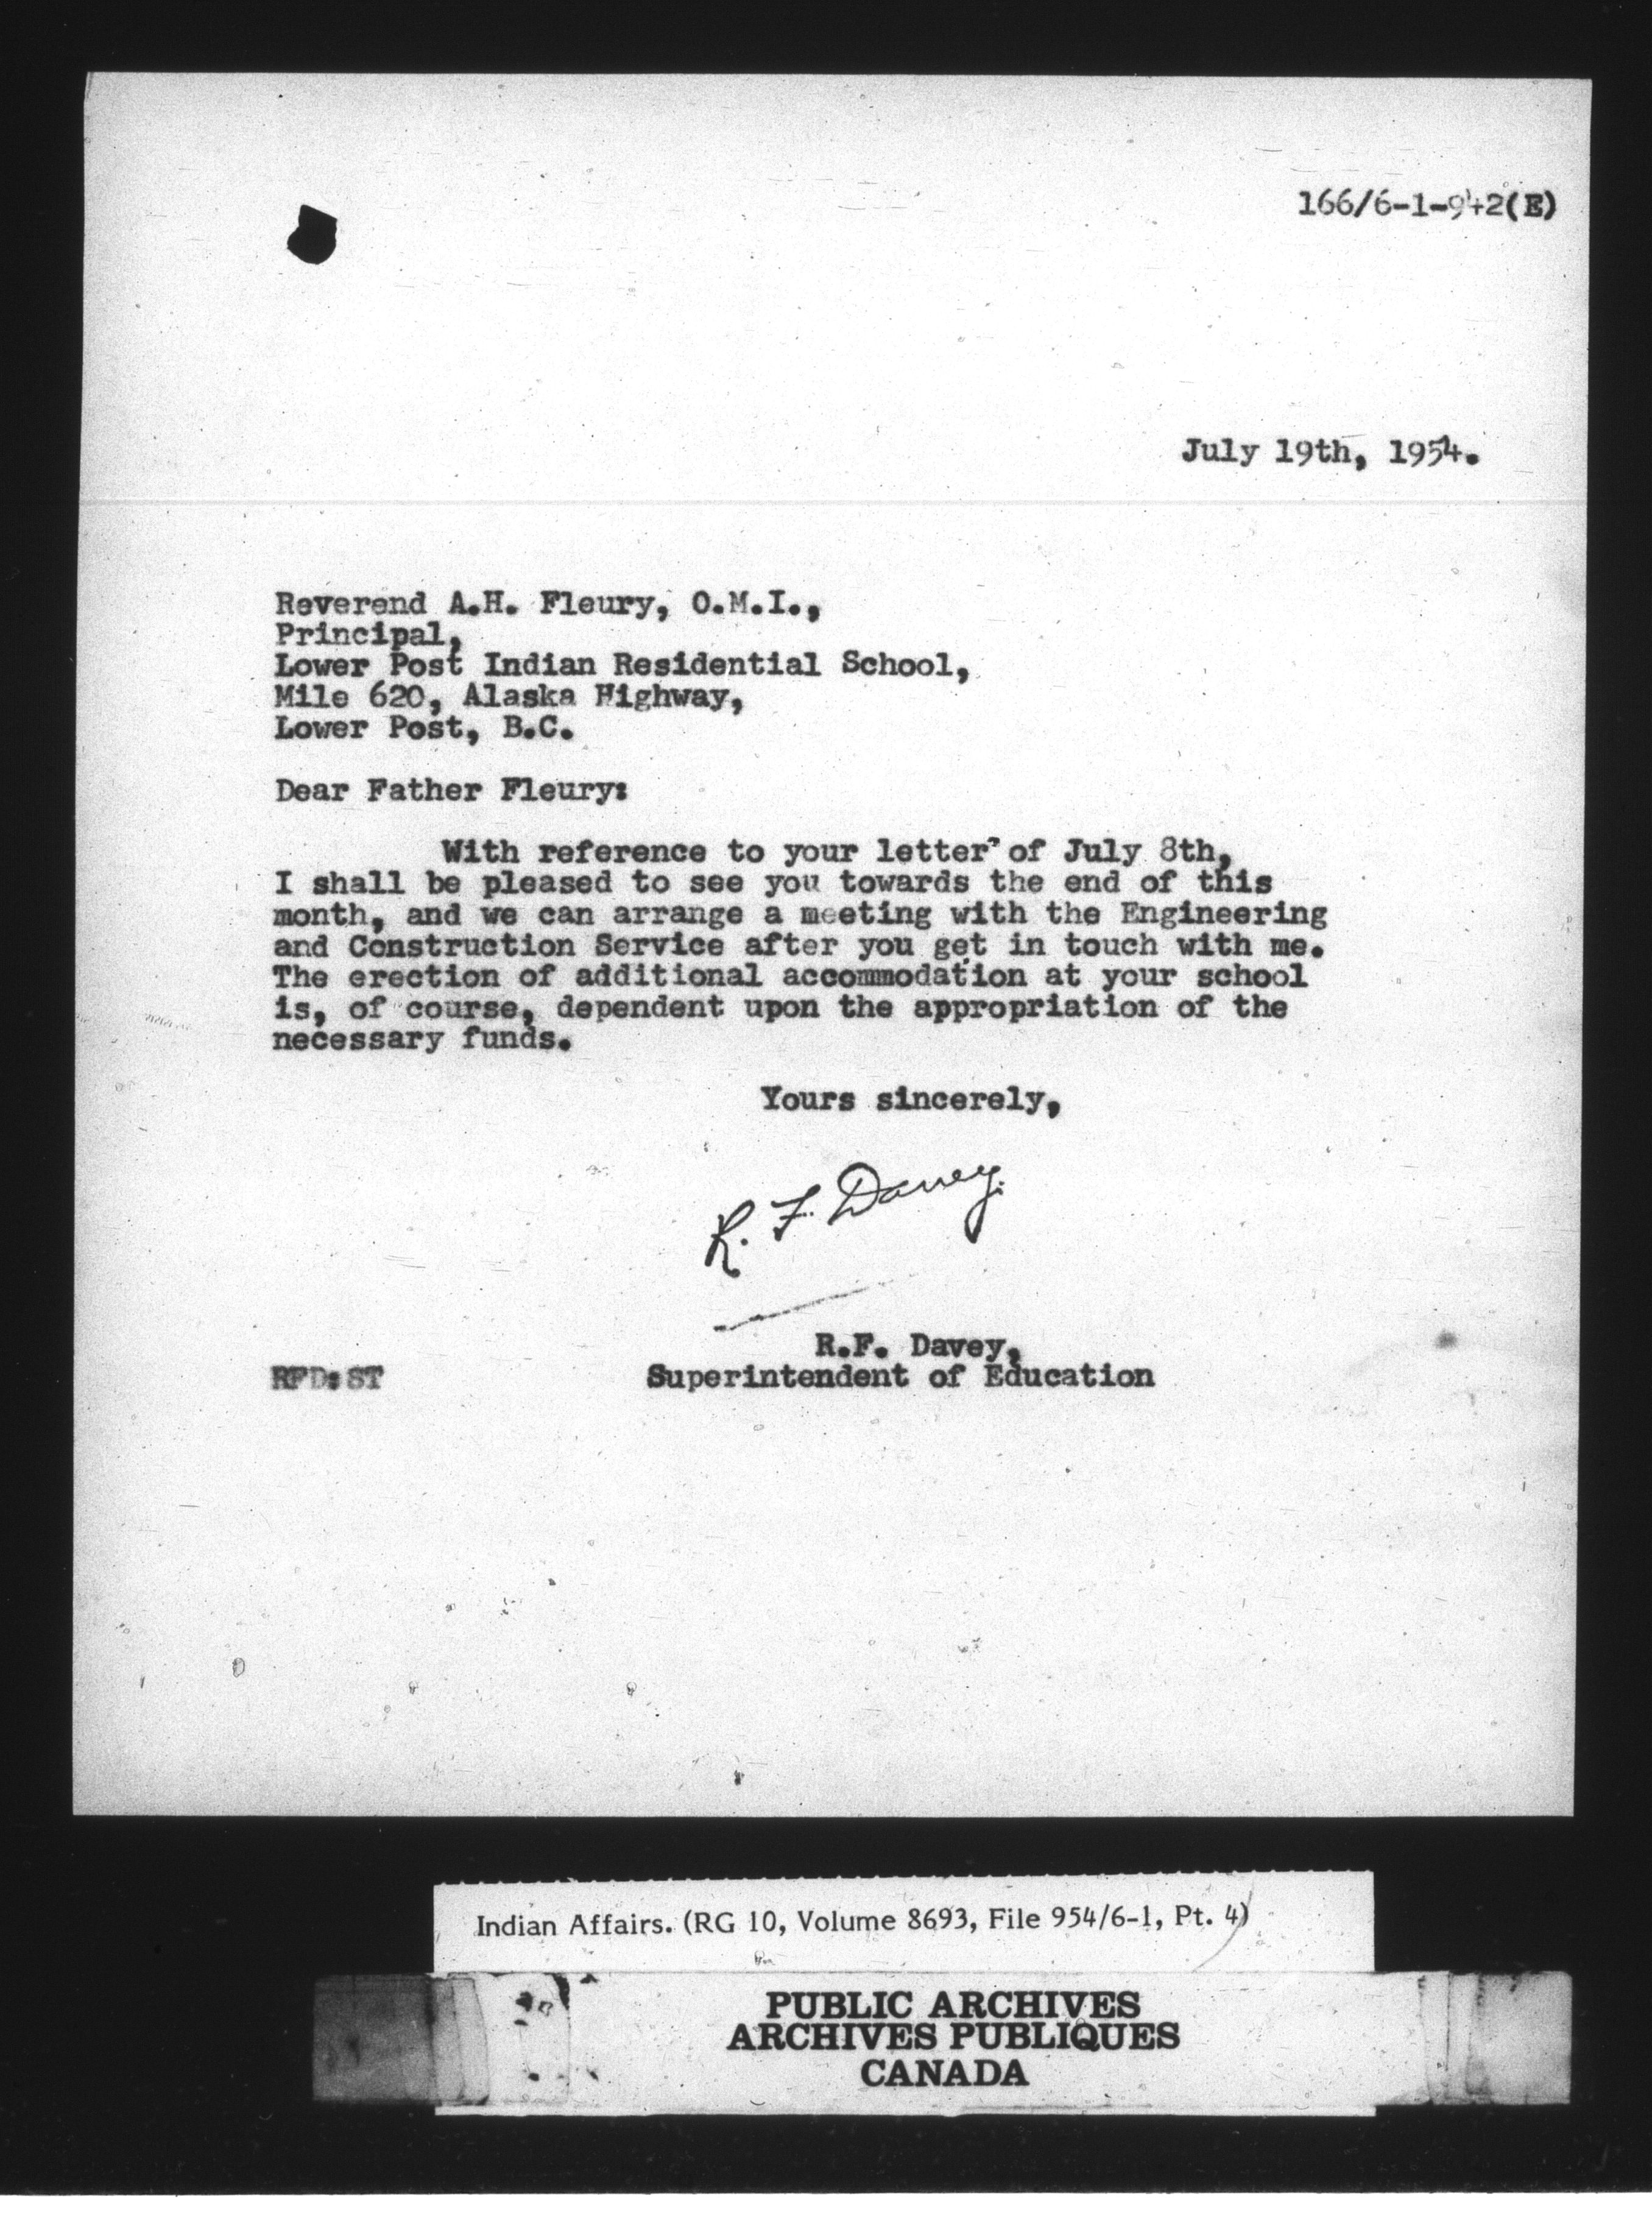 166/6-1-942(E)
July 19th, 1954.
Reverend A.H. Fleury, O.M.I.,
Principal,
Lower Post Indian Residential School,
Mile 620, Alaska Highway,
Lower Post, B.C.
Dear Father Fleury:
With reference to your letter of July 8th,
I shall be pleased to see you towards the end of this
month, and we can arrange a meeting with the Engineering
and Construction Service after you get in touch with me.
The erection of additional accommodation at your school
is, of course, dependent upon the appropriation of the
necessary funds.
Yours sincerely,
R. F. Davey.
R.F. Davey,
RFD:ST Superintendent of Education
Indian Affairs. (RG 10, Volume 8693, File 954/6-1, Pt. 4)
PUBLIC ARCHIVES
ARCHIVES PUBLIQUES
CANADA